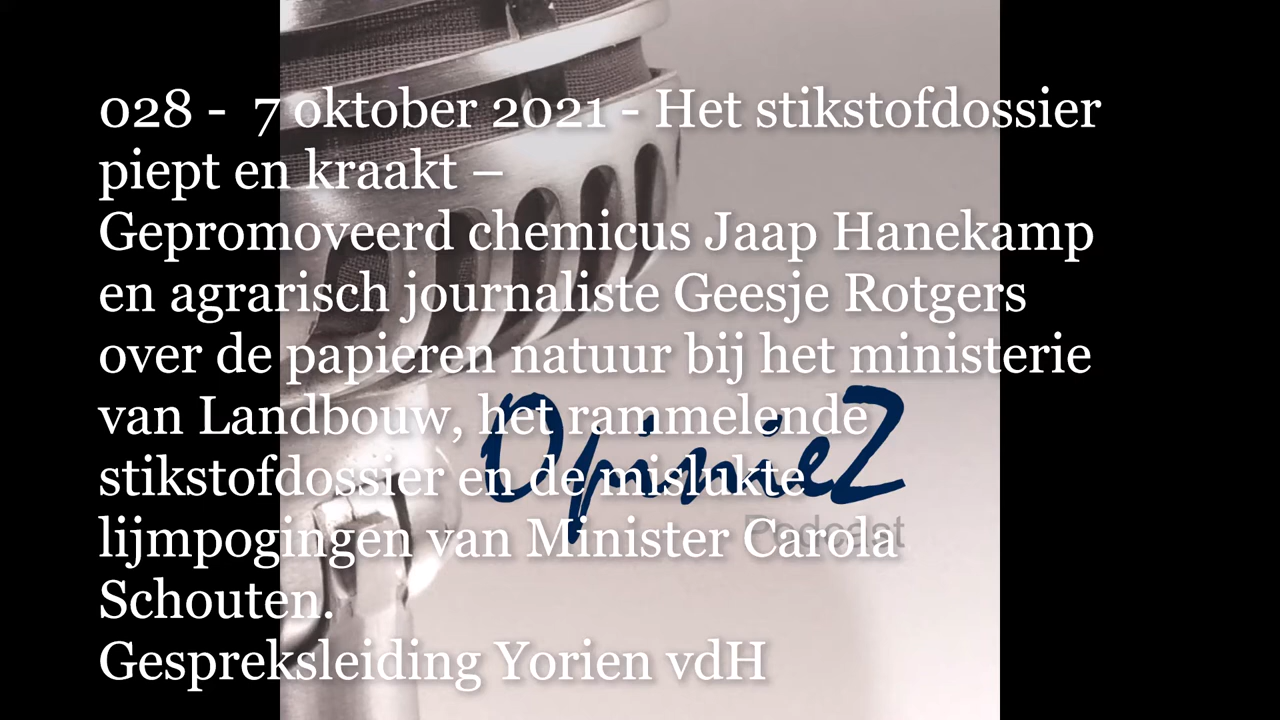 028 -  7 oktober 2021 - Het stikstofdossier
piept en kraakt –
Gepromoveerd chemicus Jaap Hanekamp
en agrarisch journaliste Geesje Rotgers
over de papieren natuur bij het ministerie
van Landbouw, het rammelende
stikstofdossier en de mislukte
lijmpogingen van Minister Carola
Schouten.
Gespreksleiding Yorien vdH
OpinieZ
Podcast